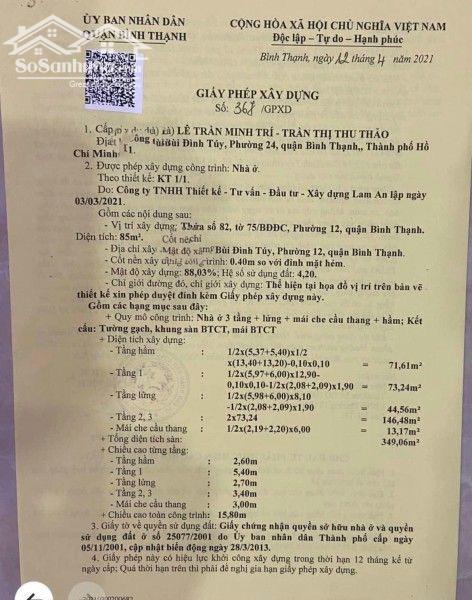 ỦY BAN NHÂN DÂN
QUẬN BÌNH THẠNH
CỘNG HÒA XÃ HỘI CHỦ NGHĨA VIỆT NAM
Độc lập – Tự do – Hạnh phúc
Bình Thạnh, ngày 12 tháng 4 năm 2021
SoSanh
GIẤY PHÉP XÂY DỰNG
Số: 368 /GPXD
1. Cấp bà) LÊ TRẦN MINH TRÍ - TRẦN THỊ THU THẢO
Bùi Đình Túy, Phường 24, quận Bình Thạnh,, Thành phố Hồ
Chí Minh
2. Được phép xây dựng công trình: Nhà ở.
Theo thiết kế: KT 1/1.
Do: Công ty TNHH Thiết kế - Tư vấn - Đầu tư - Xây dựng Lam An lập ngày
03/03/2021.
Gồm các nội dung sau:
- Vị trí xây dựng: Thửa số 82, tờ 75/BĐĐC, Phường 12, quận Bình Thạnh.
Diện tích: 85m². Cốt nền
- Địa chỉ xây Mật độ xâ Bùi Đình Túy, Phường 12, quận Bình Thạnh.
- Cốt nền xây dựng trình: 0.40m so với đỉnh mặt hẻm.
- Mật độ xây dựng: 88,03%; Hệ số sử dụng đất: 4,20.
- Chỉ giới đường đỏ, chỉ giới xây dựng: Thể hiện tại họa đồ vị trí trên bản vẽ
thiết kế xin phép duyệt đính kèm Giấy phép xây dựng này.
Gồm các hạng mục sau đây:
+ Quy mô công trình: Nhà ở 3 tầng + lửng + mái che cầu thang + hầm; Kết
cấu: Tường gạch, khung sàn BTCT, mái BTCT
+ Diện tích xây dựng:
- Tầng hầm : 1/2x(5,37+5,40)x1/2
x(13,40+13,20)-0,10x0,10 = 71,61m²
- Tầng 1 : 1/2x(5,97+6,00)x12,90-
0,10x0,10-1/2x(2,08+2,09)x1,90 = 73,24m²
- Tầng lửng : 1/2x(5,98+6,00)x8,10
-1/2x(2,08+2,09)x1,90 = 44,56m²
- Tầng 2, 3 : 2x73,24 = 146,48m²
- Mái che cầu thang : 1/2x(2,19+2,20)x6,00 = 13,17m²
+ Tổng diện tích sàn: 349,06m²
+ Chiều cao từng tầng:
- Tầng hầm : 2,60m
- Tầng 1 : 5,40m
- Tầng lửng : 2,70m
- Tầng 2, 3 : 3,40m
- Mái che cầu thang : 3,00m
+ Chiều cao toàn công trình: 15,80m
3. Giấy tờ về quyền sử dụng đất: Giấy chứng nhận quyền sở hữu nhà ở và quyền
sử dụng đất ở số 25077/2001 do Ủy ban nhân dân Thành phố cấp ngày
05/11/2001, cập nhật biến động ngày 28/3/2013.
4. Giấy phép này có hiệu lực khởi công xây dựng trong thời hạn 12 tháng kể từ
ngày cấp; Quá thời hạn trên thì phải đề nghị gia hạn giấy phép xây dựng.